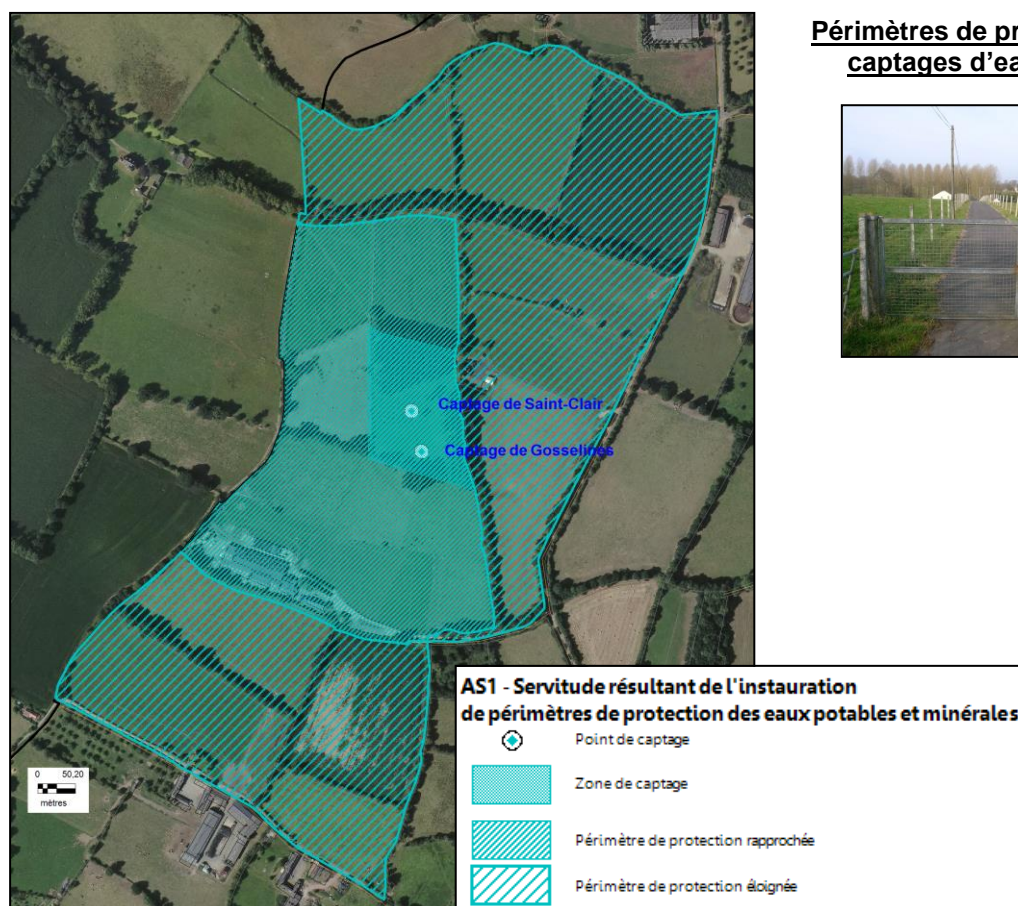 Périmètres de pr
captages d'ea
Captage de Saint-Clair
Captage de Gosselines
0 50,20
mètres
AS1 - Servitude résultant de l'instauration
de périmètres de protection des eaux potables et minérales
Point de captage
Zone de captage
Périmètre de protection rapprochée
Périmètre de protection éloignée